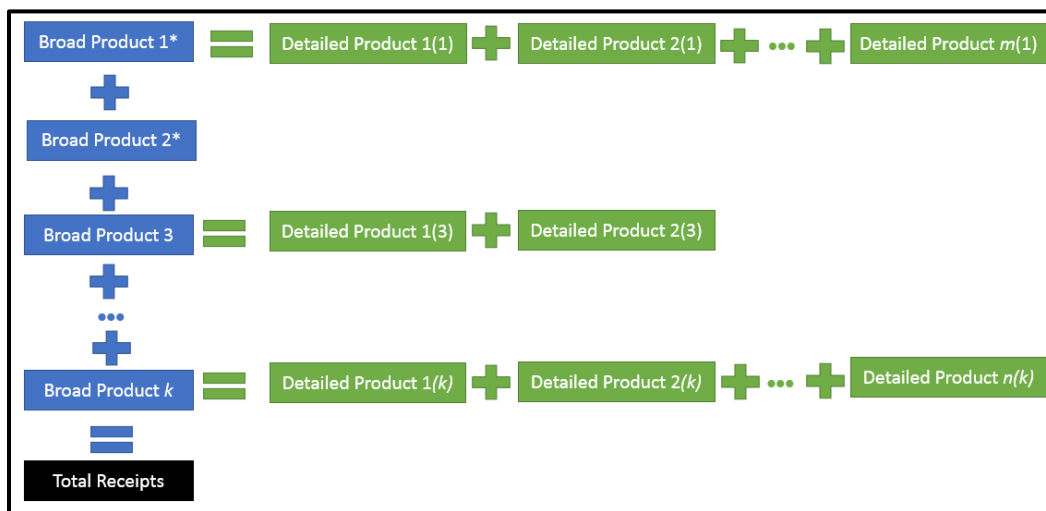 Broad Product 1* = Detailed Product 1(1) + Detailed Product 2(1) + ... + Detailed Product m(1)
+
Broad Product 2*
+
Broad Product 3 = Detailed Product 1(3) + Detailed Product 2(3)
+
...
+
Broad Product k = Detailed Product 1(k) + Detailed Product 2(k) + ... + Detailed Product n(k)
=
Total Receipts